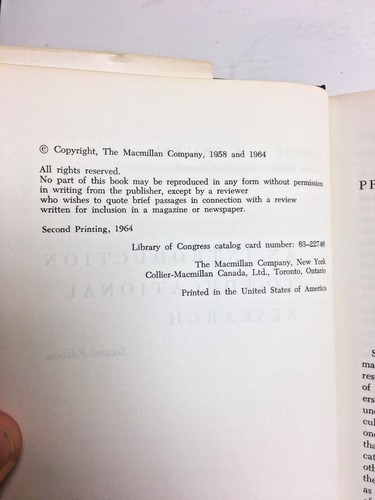 © Copyright, The Macmillan Company, 1958 and 1964
All rights reserved.
No part of this book may be reproduced in any form without permission
in writing from the publisher, except by a reviewer
who wishes to quote brief passages in connection with a review
written for inclusion in a magazine or newspaper.
Second Printing, 1964
Library of Congress catalog card number: 63-22746
The Macmillan Company, New York
Collier-Macmillan Canada, Ltd., Toronto, Ontario
Printed in the United States of America